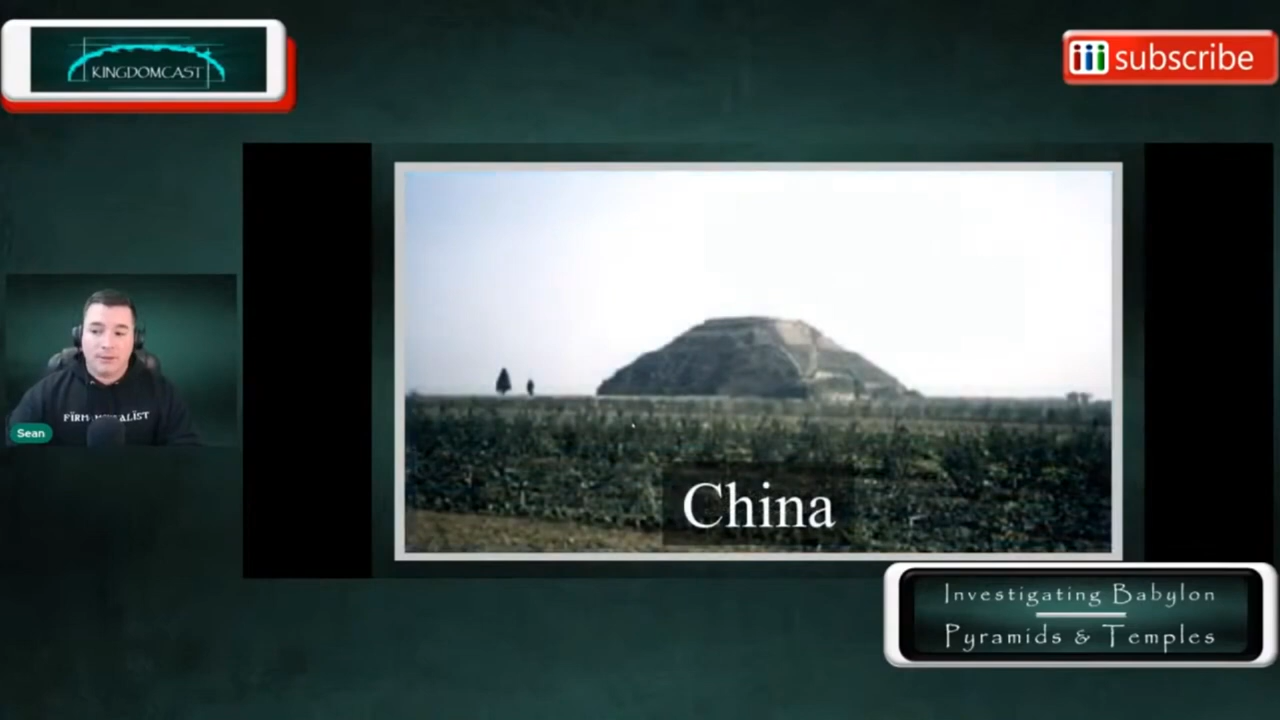 KINGDOMCAST
subscribe
Sean
China
Investigating Babylon
Pyramids & Temples